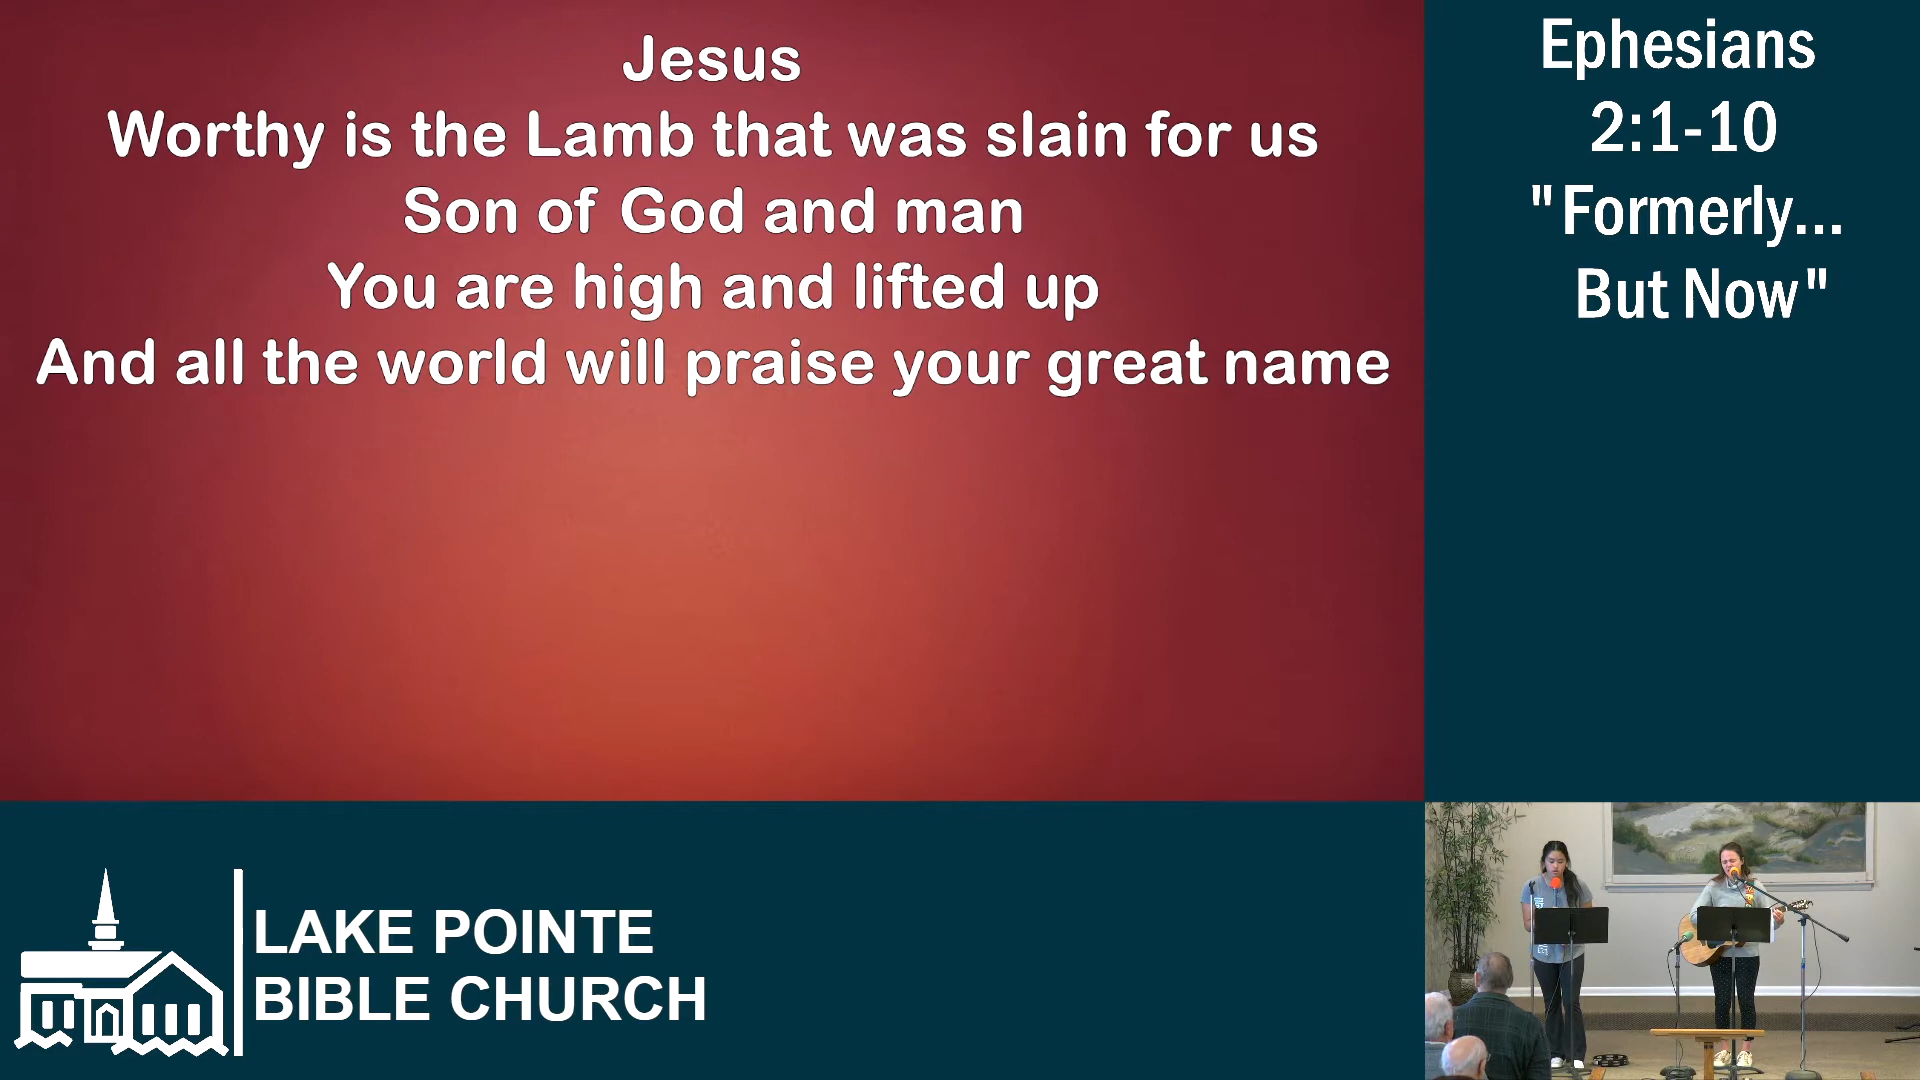 Jesus
Worthy is the Lamb that was slain for us
Son of God and man
You are high and lifted up
And all the world will praise your great name
Ephesians
2:1-10
"Formerly...
But Now"
LAKE POINTE
BIBLE CHURCH